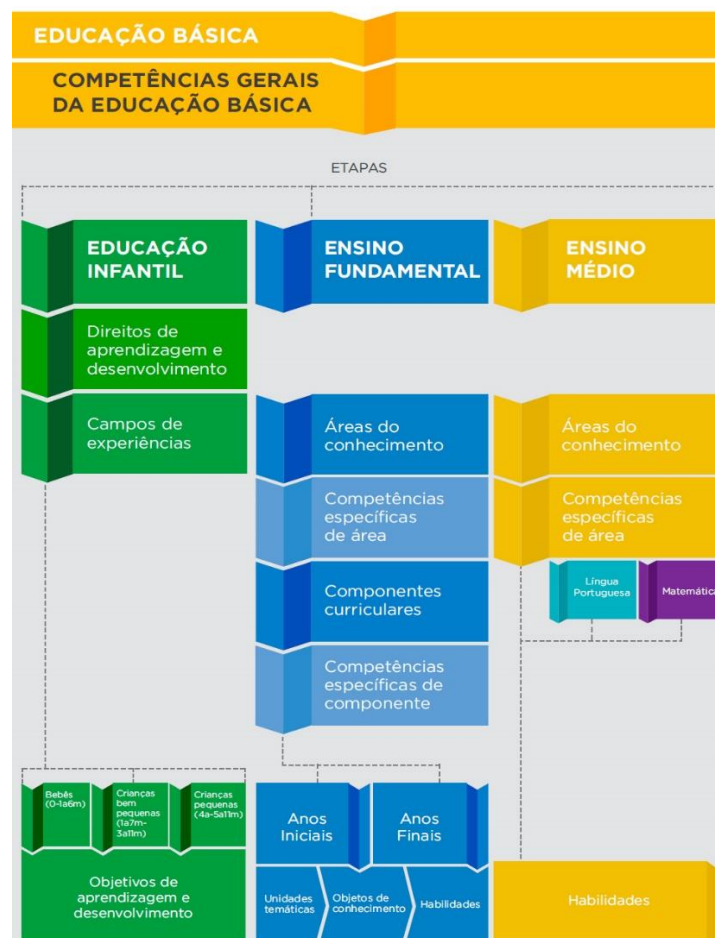 EDUCAÇÃO BÁSICA
COMPETÊNCIAS GERAIS
DA EDUCAÇÃO BÁSICA
ETAPAS
EDUCAÇÃO
INFANTIL
Direitos de
aprendizagem e
desenvolvimento
Campos de
experiências
Bebês
(0-1a6m)
Crianças
bem
pequenas
(1a7m-
3a11m)
Crianças
pequenas
(4a-5a11m)
Objetivos de
aprendizagem e
desenvolvimento
ENSINO
FUNDAMENTAL
Áreas do
conhecimento
Competências
específicas
de área
Componentes
curriculares
Competências
específicas de
componente
Anos
Iniciais
Anos
Finais
Unidades
temáticas
Objetos de
conhecimento
Habilidades
ENSINO
MÉDIO
Áreas do
conhecimento
Competências
específicas
de área
Língua
Portuguesa
Matemática
Habilidades